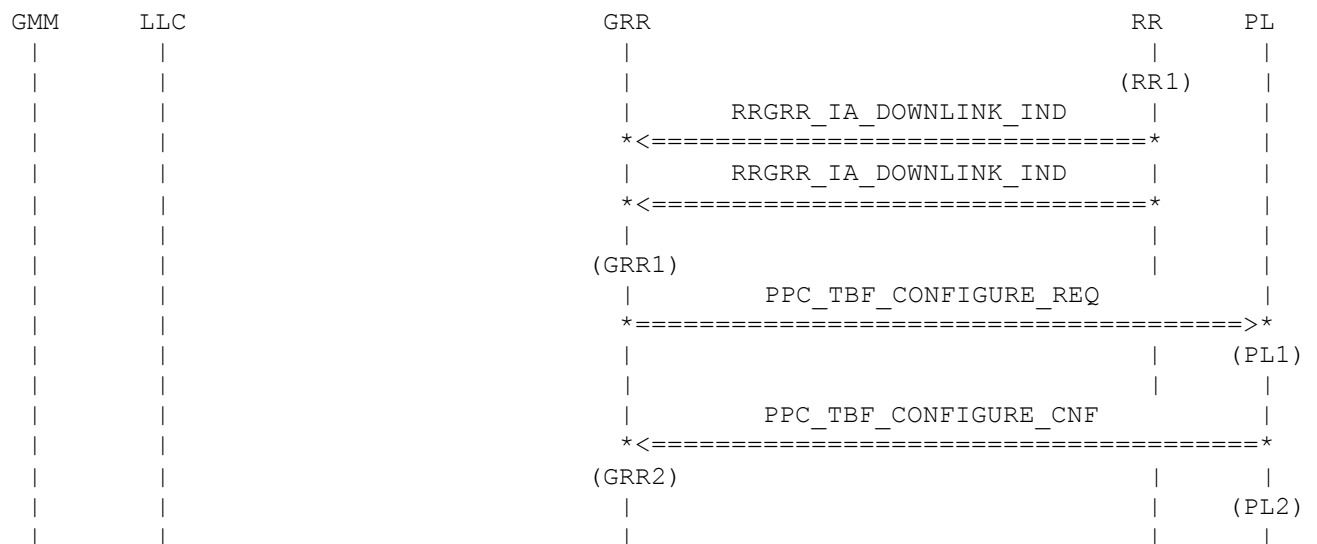 GMM LLC GRR RR PL
(RR1)
RRGRR_IA_DOWNLINK_IND
RRGRR_IA_DOWNLINK_IND
(GRR1)
PPC_TBF_CONFIGURE_REQ
(PL1)
PPC_TBF_CONFIGURE_CNF
(GRR2)
(PL2)